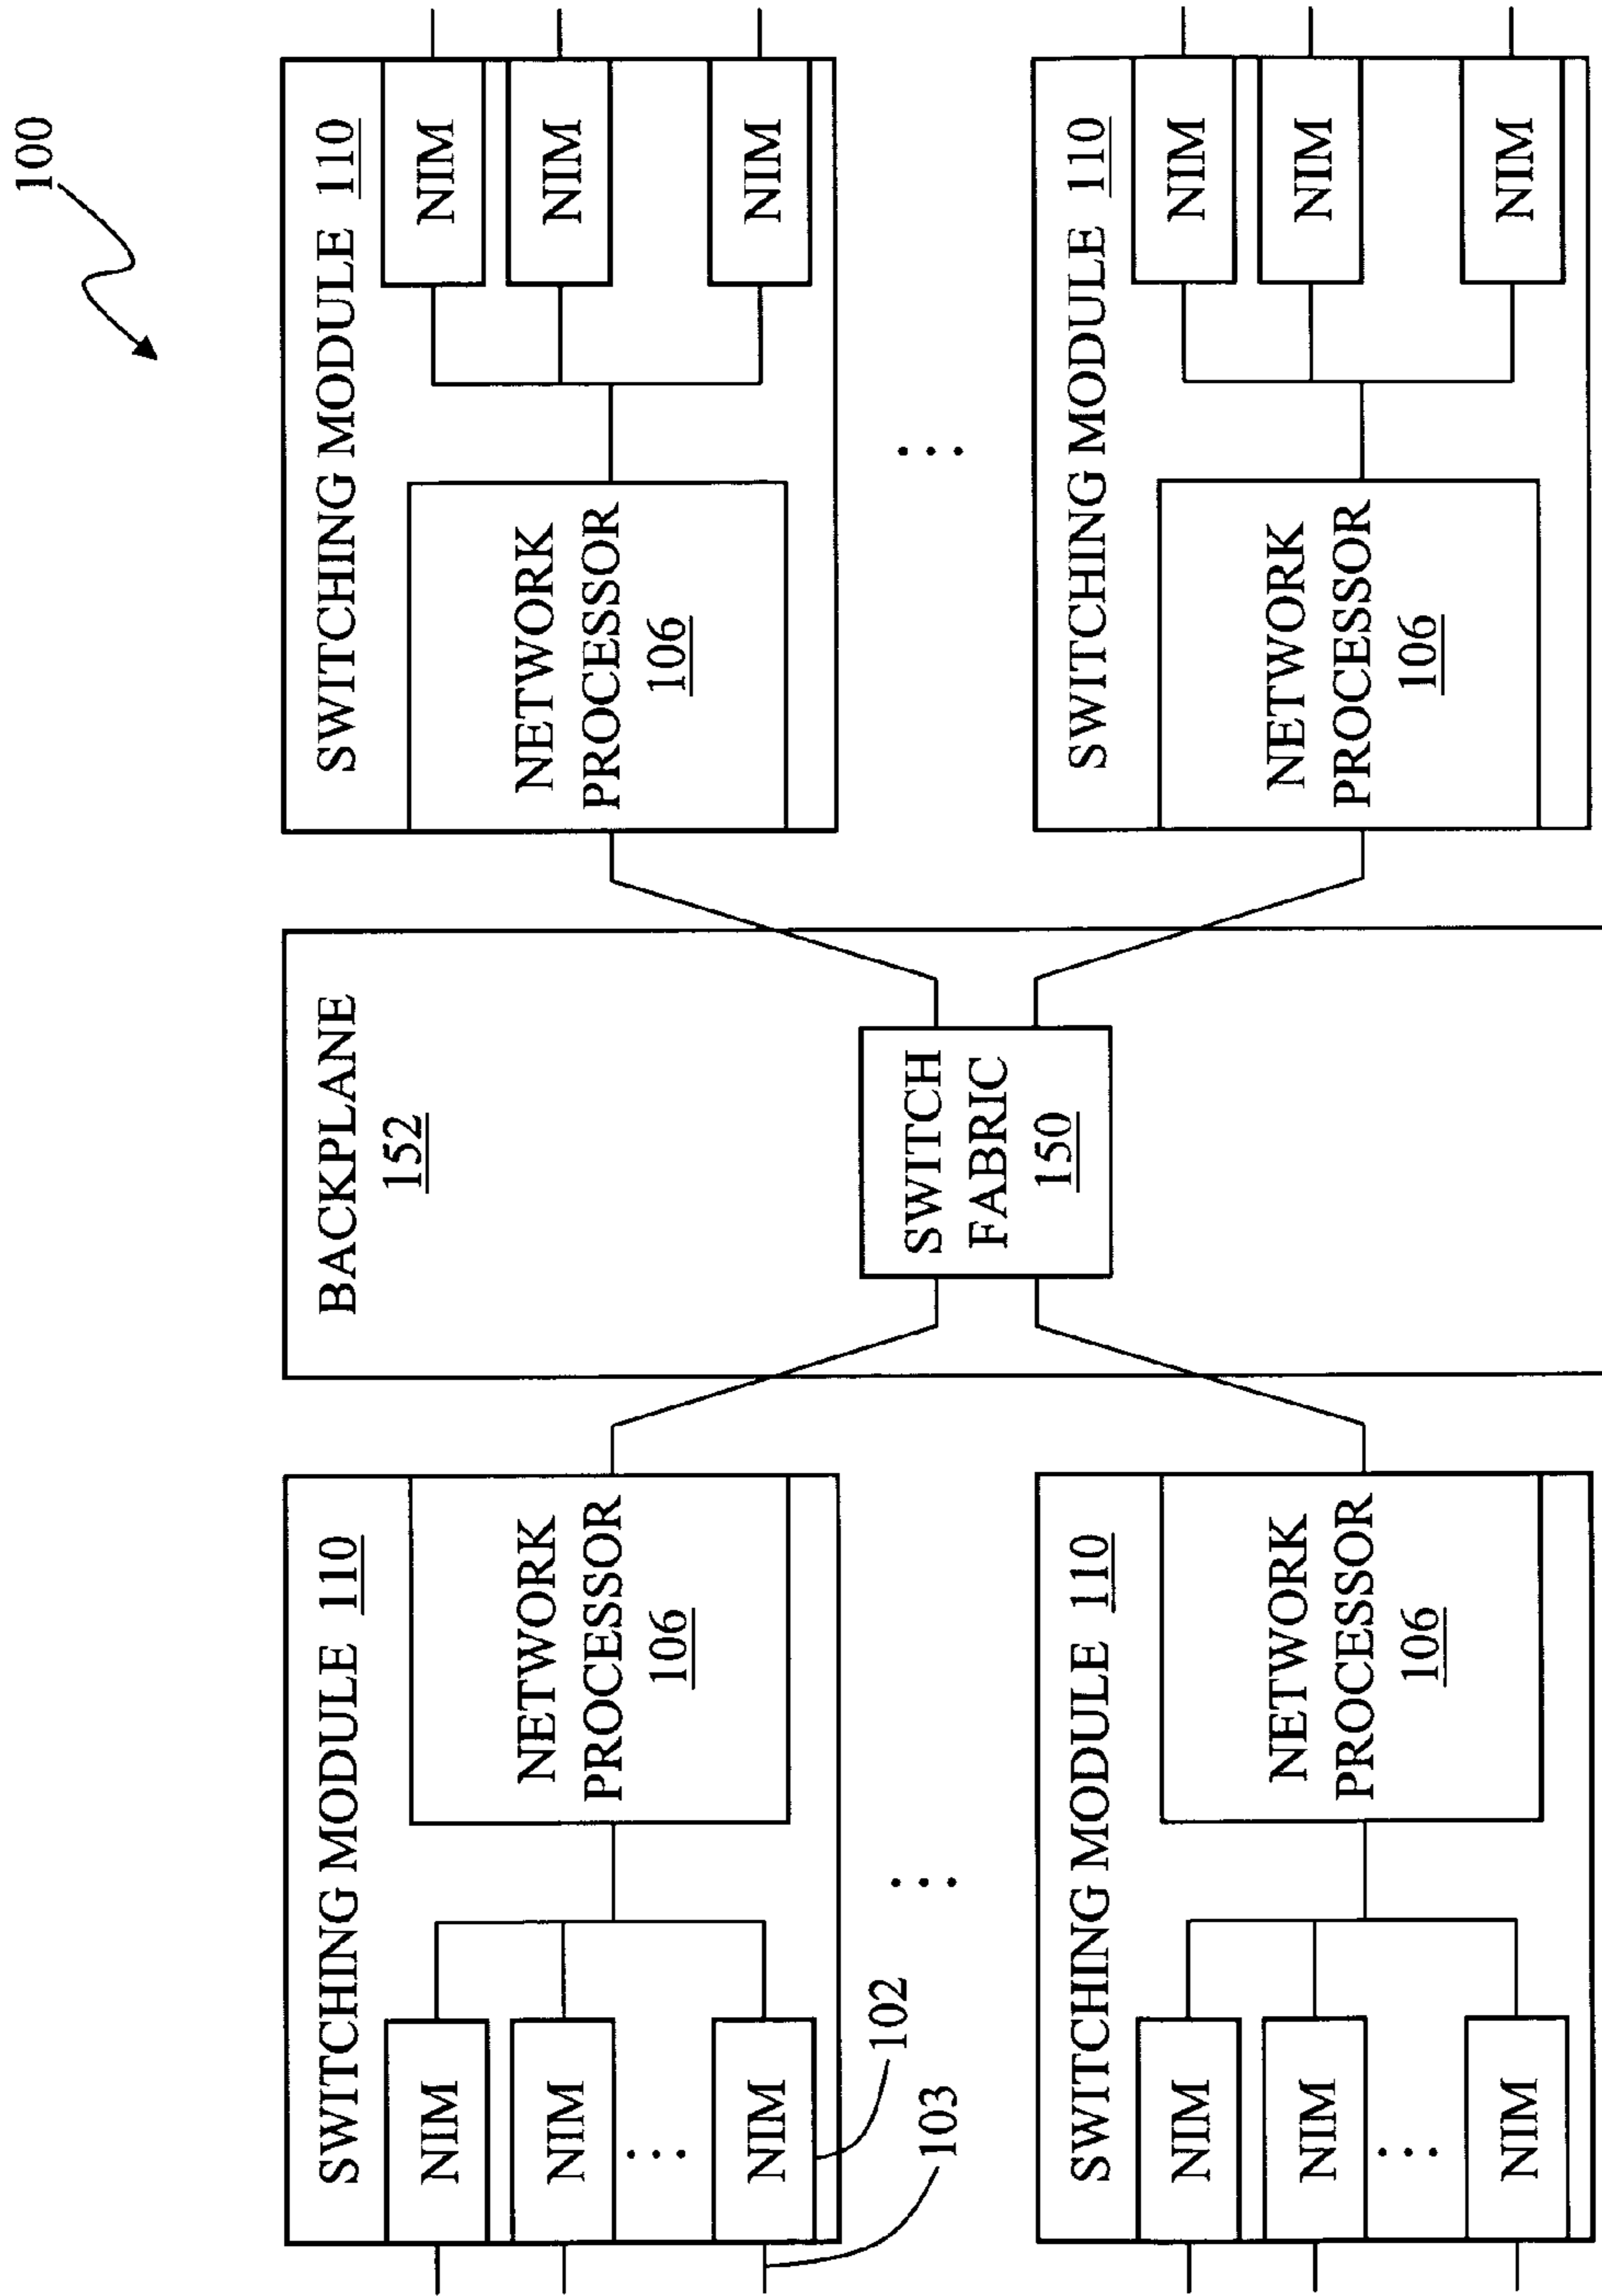 100
SWITCHING MODULE 110
NIM
NIM
NIM
102
103
NETWORK
PROCESSOR
106
BACKPLANE
152
SWITCH
FABRIC
150
SWITCHING MODULE 110
NETWORK
PROCESSOR
106
NIM
NIM
NIM
SWITCHING MODULE 110
NIM
NIM
NIM
NETWORK
PROCESSOR
106
SWITCHING MODULE 110
NETWORK
PROCESSOR
106
NIM
NIM
NIM